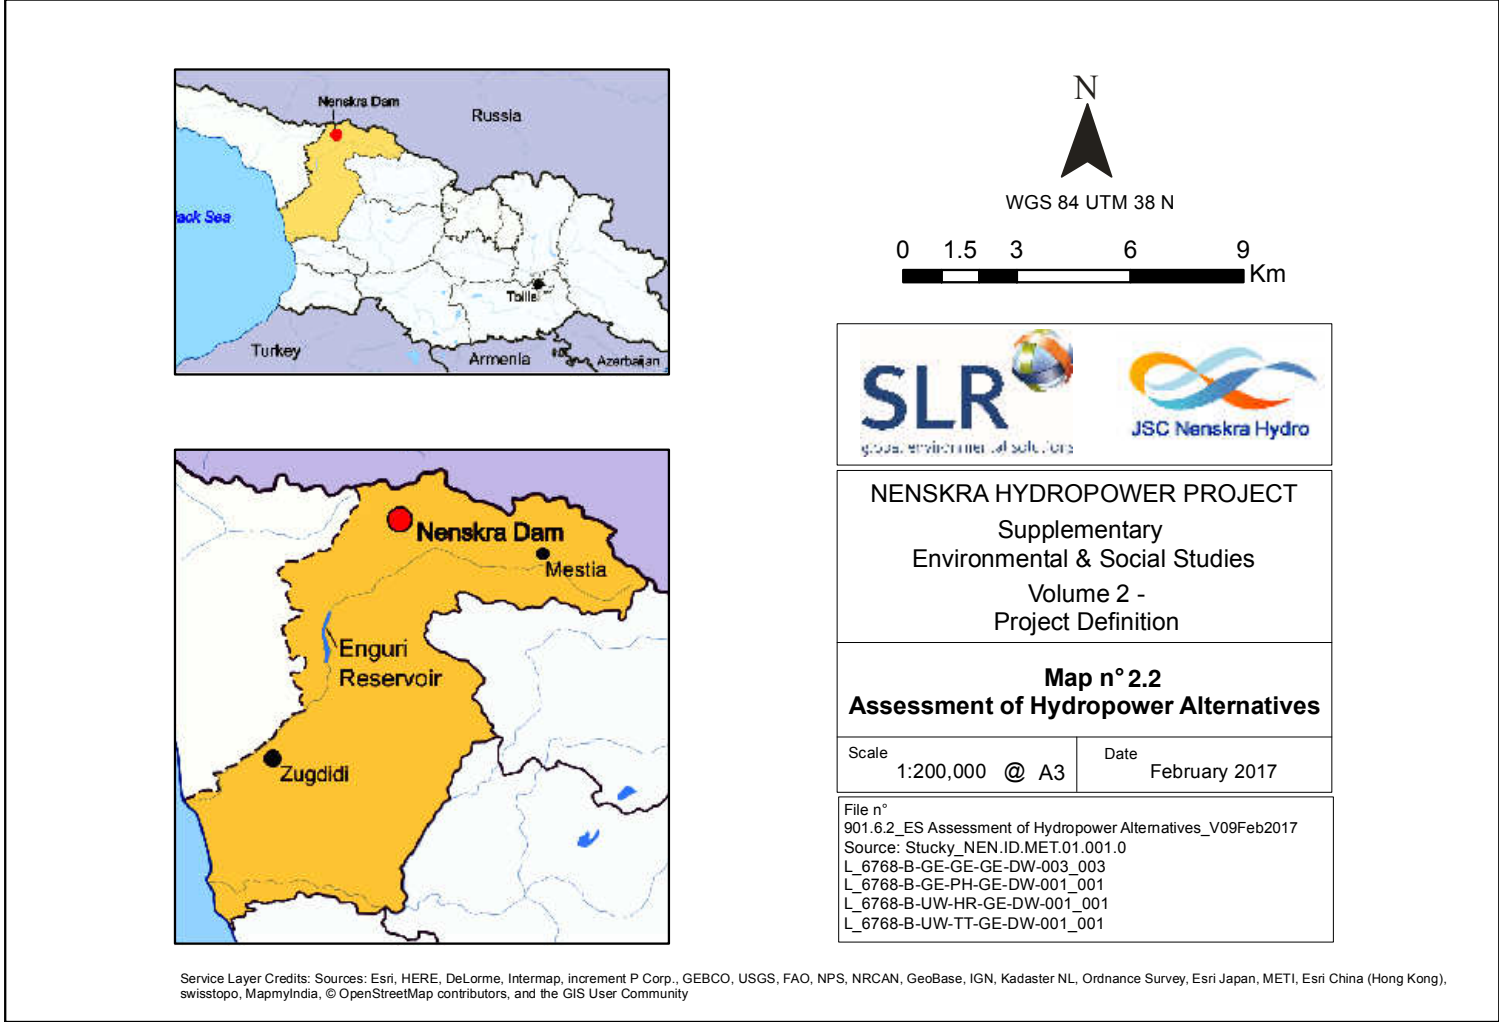 Nenskra Dam
Russia
ack Sea
Tbilisi
Turkey
Armenia
Azerbaijan
Nenskra Dam
Mestia
Enguri
Reservoir
Zugdidi
N
WGS 84 UTM 38 N
0 1.5 3 6 9
Km
SLR
global environmental solutions
JSC Nenskra Hydro
NENSKRA HYDROPOWER PROJECT
Supplementary
Environmental & Social Studies
Volume 2 -
Project Definition
Map n° 2.2
Assessment of Hydropower Alternatives
Scale
1:200,000 @ A3
Date
February 2017
File n°
901.6.2_ES Assessment of Hydropower Alternatives_V09Feb2017
Source: Stucky_NEN.ID.MET.01.001.0
L_6768-B-GE-GE-GE-DW-003_003
L_6768-B-GE-PH-GE-DW-001_001
L_6768-B-UW-HR-GE-DW-001_001
L_6768-B-UW-TT-GE-DW-001_001
Service Layer Credits: Sources: Esri, HERE, DeLorme, Intermap, increment P Corp., GEBCO, USGS, FAO, NPS, NRCAN, GeoBase, IGN, Kadaster NL, Ordnance Survey, Esri Japan, METI, Esri China (Hong Kong),
swisstopo, MapmyIndia, © OpenStreetMap contributors, and the GIS User Community